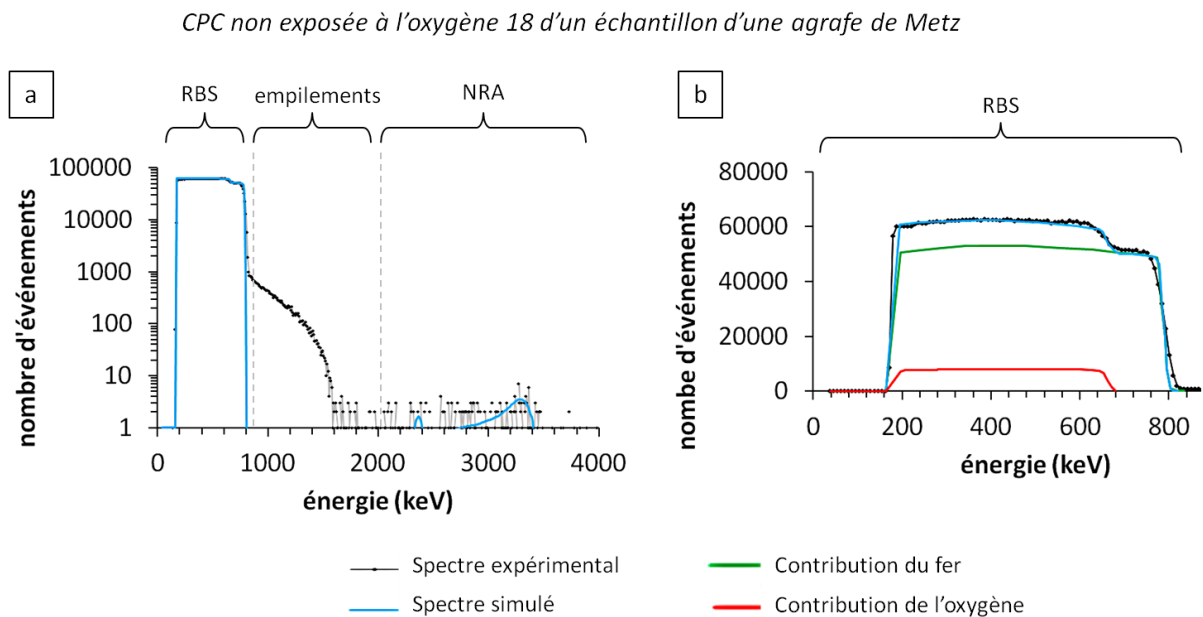 CPC non exposée à l'oxygène 18 d'un échantillon d'une agrafe de Metz
a
RBS
empilements
NRA
nombre d'événements
100000
10000
1000
100
10
1
0
1000
2000
3000
4000
énergie (keV)
b
RBS
nombe d'événements
80000
60000
40000
20000
0
0
200
400
600
800
énergie (keV)
Spectre expérimental
Contribution du fer
Spectre simulé
Contribution de l'oxygène